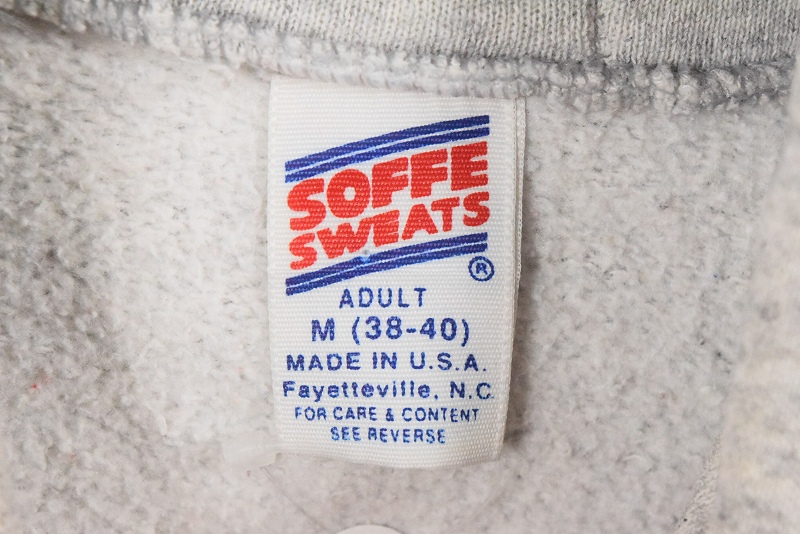 SOFFE
SWEATS
®
ADULT
M (38-40)
MADE IN U.S.A.
Fayetteville, N.C.
FOR CARE & CONTENT
SEE REVERSE